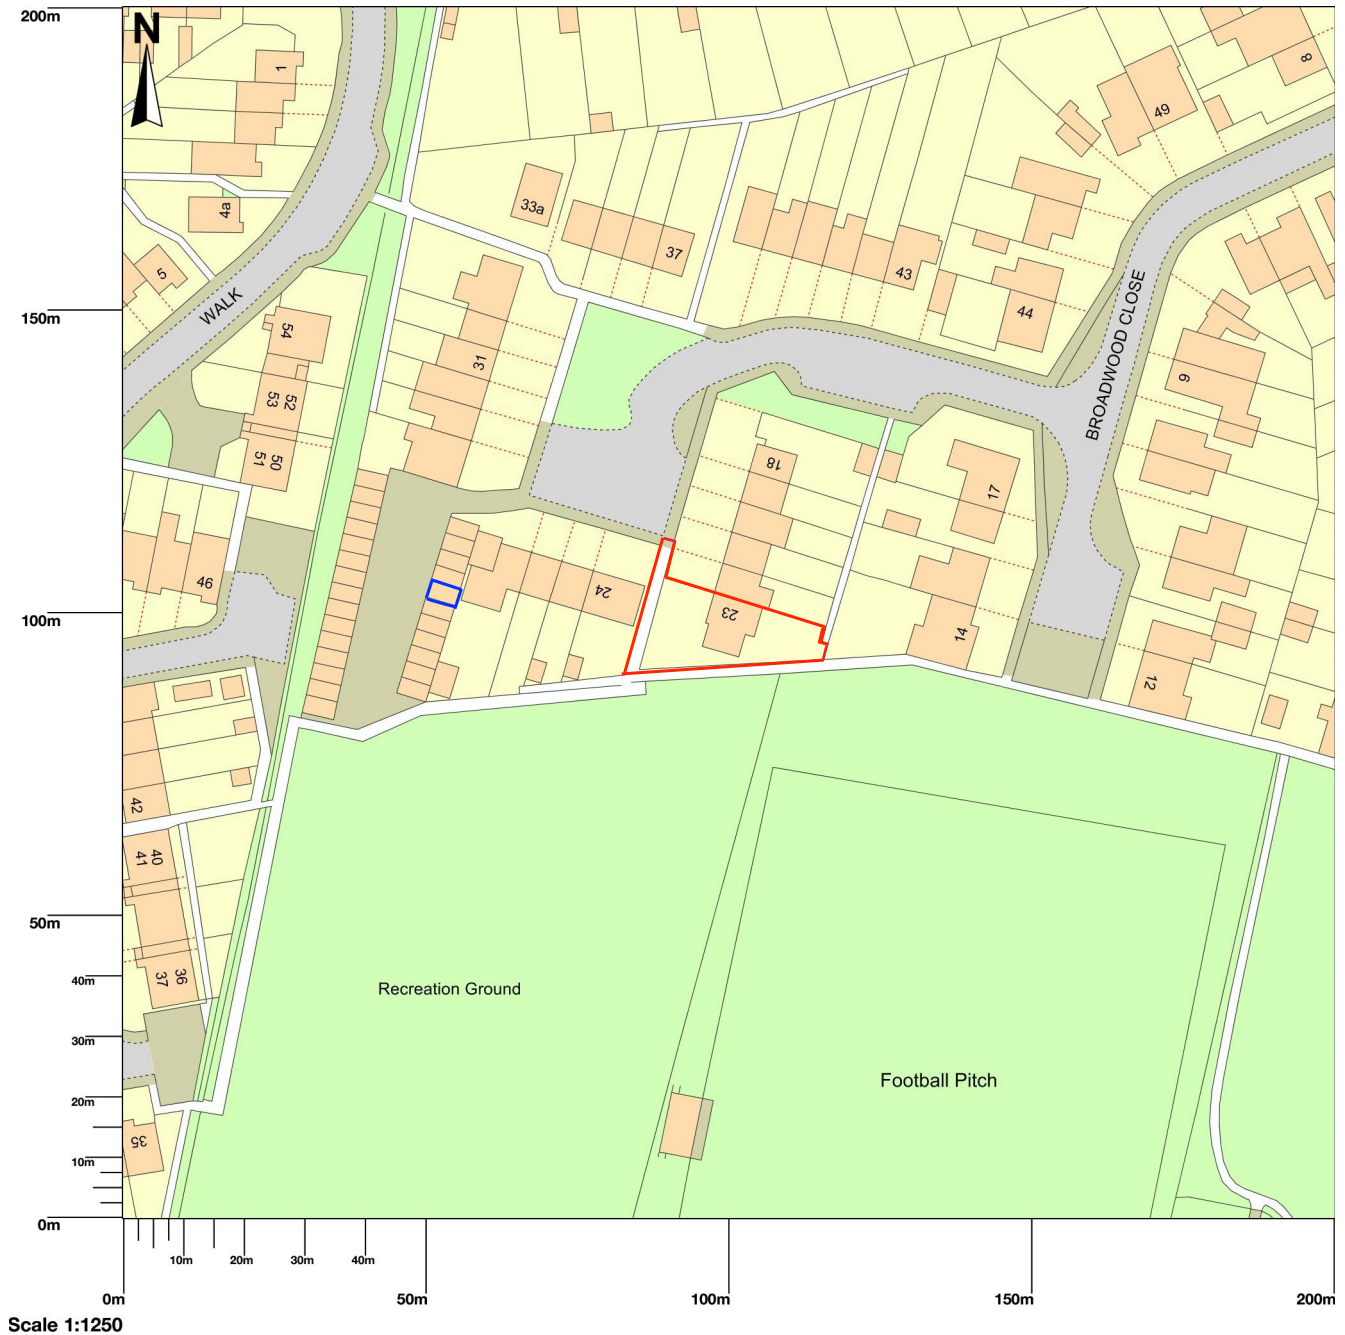 200m
N
1
8
49
4a
33a
37
5
43
44
WALK
BROADWOOD CLOSE
150m
54
31
9
53 52
51 50
18
17
46
24
23
14
100m
12
42
41 40
50m
37 36
40m
Recreation Ground
30m
Football Pitch
20m
35
10m
0m
10m 20m 30m 40m
0m 50m 100m 150m 200m
Scale 1:1250